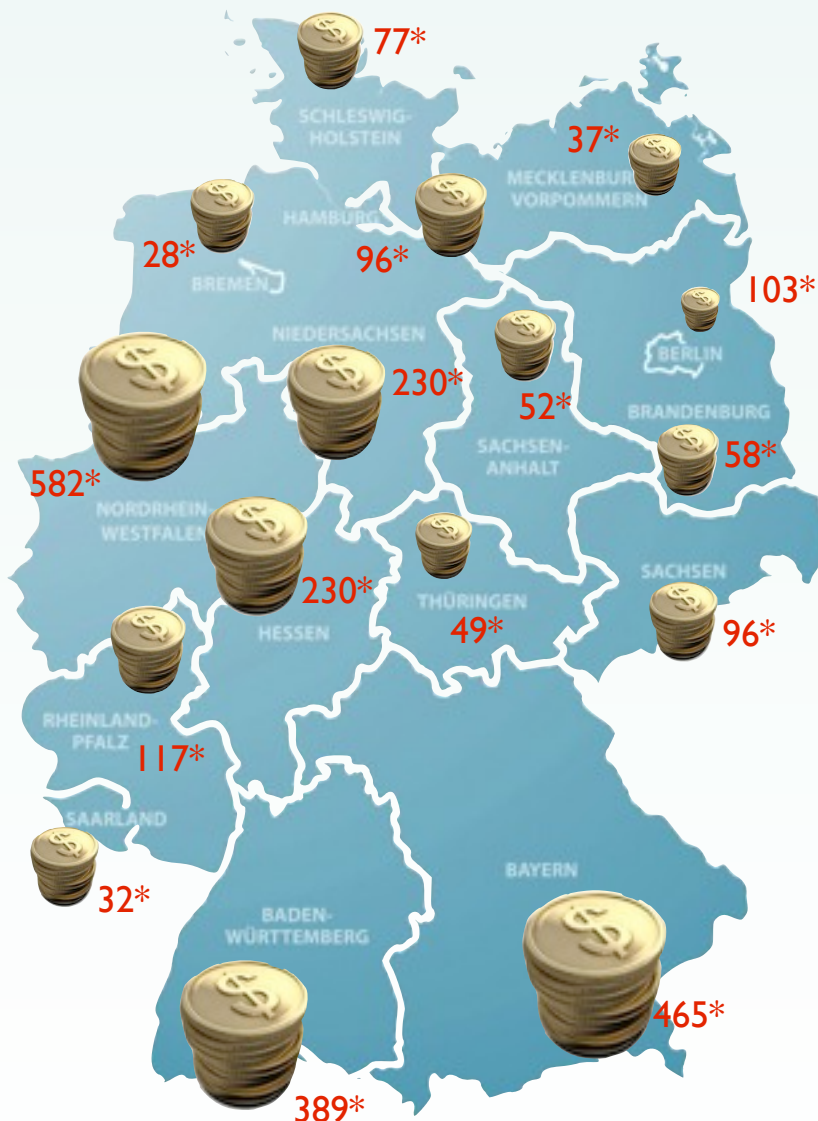 77*
SCHLESWIG-
HOLSTEIN
37*
MECKLENBURG
VORPOMMERN
HAMBURG
28*
96*
BREMEN
103*
NIEDERSACHSEN
BERLIN
230*
52*
BRANDENBURG
SACHSEN-
ANHALT
58*
582*
NORDRHEIN-
WESTFALEN
230*
HESSEN
THÜRINGEN
49*
SACHSEN
96*
RHEINLAND-
PFALZ
117*
SAARLAND
32*
BAYERN
BADEN-
WÜRTTEMBERG
465*
389*